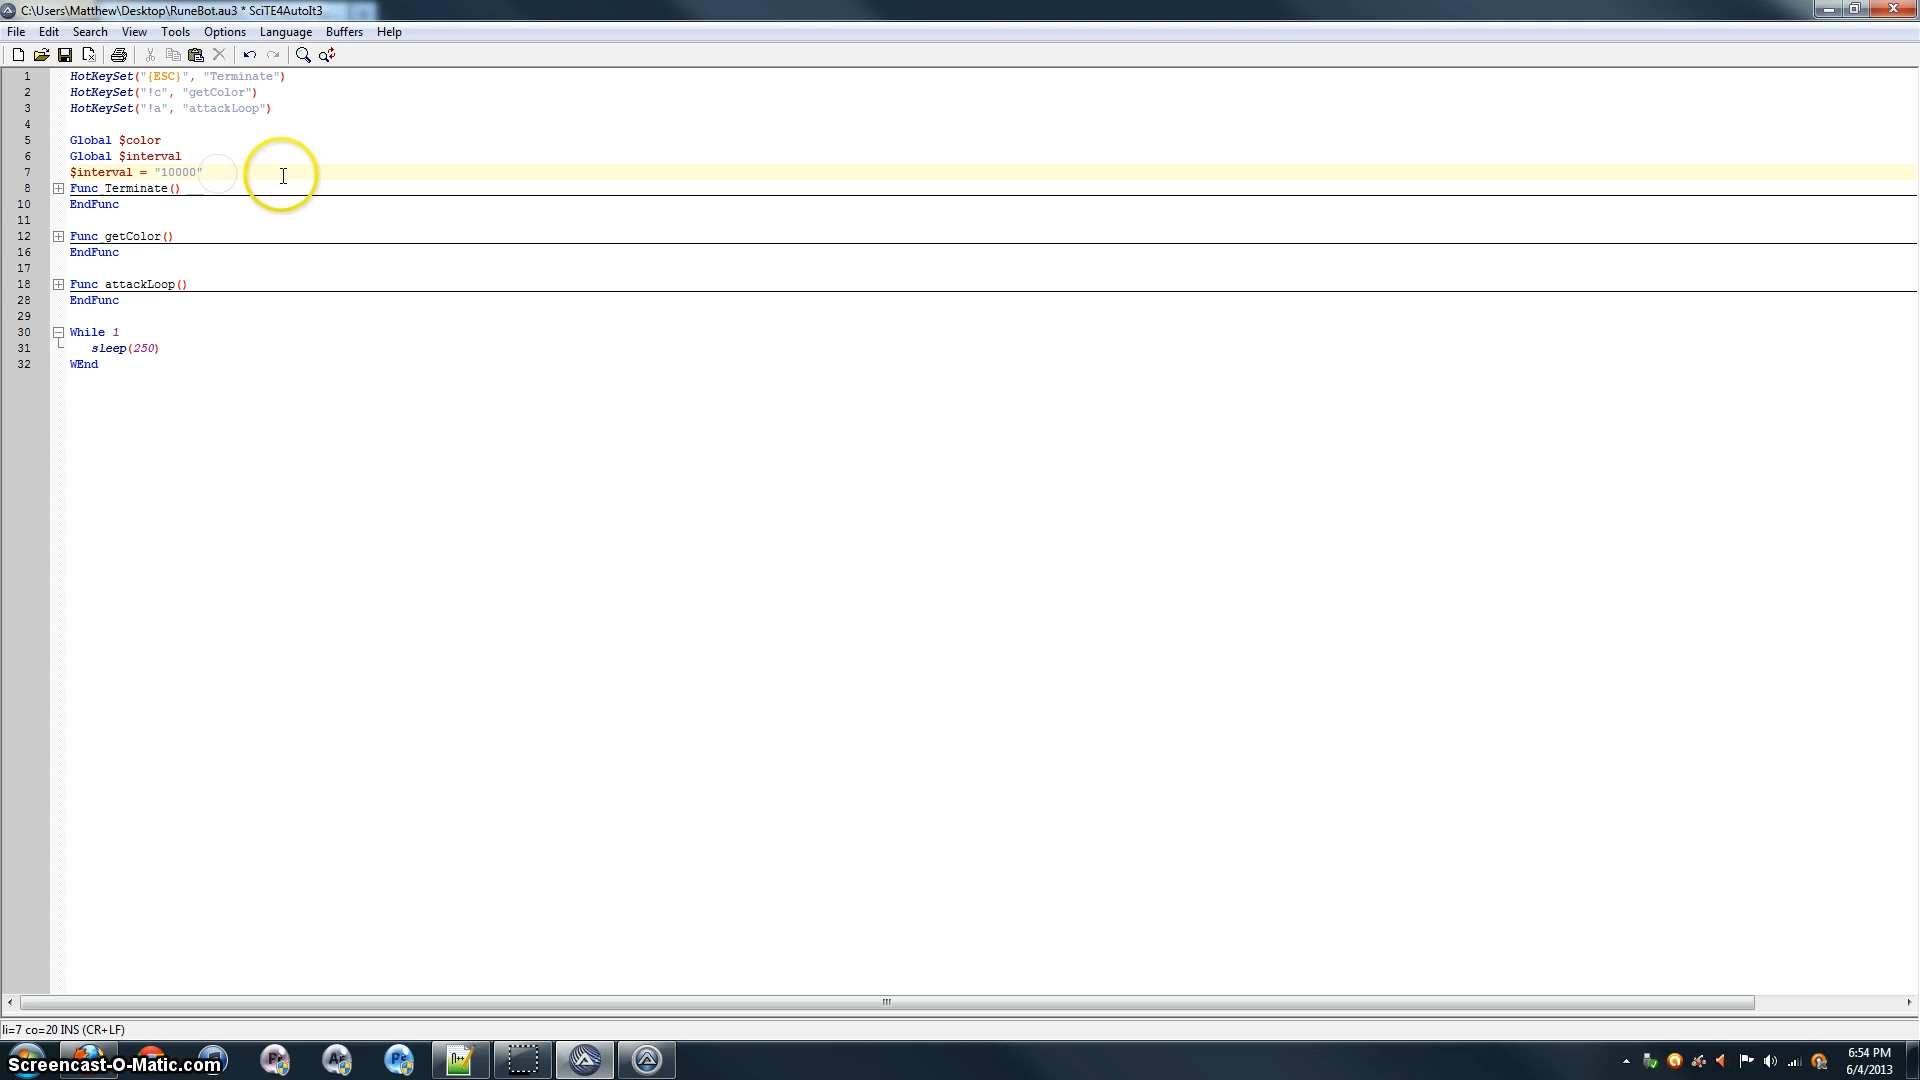 C:\Users\Matthew\Desktop\RuneBot.au3 * SciTE4AutoIt3
File Edit Search View Tools Options Language Buffers Help
1 HotKeySet("{ESC}", "Terminate")
2 HotKeySet("!c", "getColor")
3 HotKeySet("!a", "attackLoop")
4
5 Global $color
6 Global $interval
7 $interval = "10000"
8 Func Terminate()
10 EndFunc
11
12 Func getColor()
16 EndFunc
17
18 Func attackLoop()
28 EndFunc
29
30 While 1
31 sleep(250)
32 WEnd
li=7 co=20 INS (CR+LF)
Screencast-O-Matic.com
6:54 PM
6/4/2013